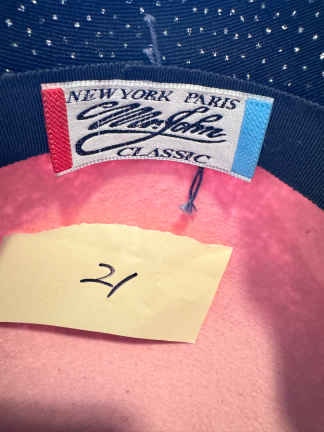 NEW YORK PARIS
Mr. John
CLASSIC
21